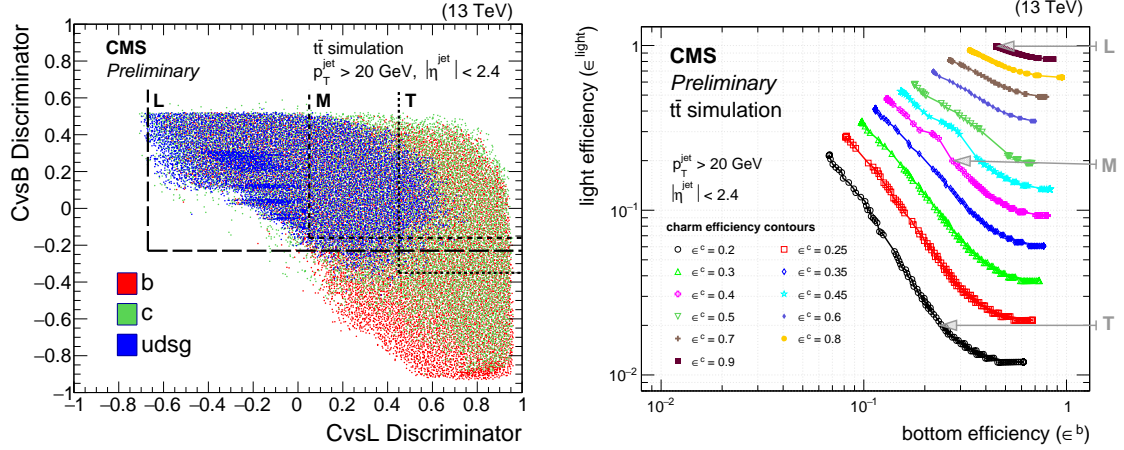 (13 TeV)
CMS
Preliminary
tt̄ simulation
p_T^jet > 20 GeV, |η^jet| < 2.4
L
M
T
b
c
udsg
CvsB Discriminator
1
0.8
0.6
0.4
0.2
0
−0.2
−0.4
−0.6
−0.8
−1
−1 −0.8 −0.6 −0.4 −0.2 0 0.2 0.4 0.6 0.8 1
CvsL Discriminator
(13 TeV)
CMS
Preliminary
tt̄ simulation
p_T^jet > 20 GeV
|η^jet| < 2.4
charm efficiency contours
ϵ^c = 0.2 ϵ^c = 0.25
ϵ^c = 0.3 ϵ^c = 0.35
ϵ^c = 0.4 ϵ^c = 0.45
ϵ^c = 0.5 ϵ^c = 0.6
ϵ^c = 0.7 ϵ^c = 0.8
ϵ^c = 0.9
L
M
T
light efficiency (ϵ^light)
1
10^−1
10^−2
10^−2 10^−1 1
bottom efficiency (ϵ^b)